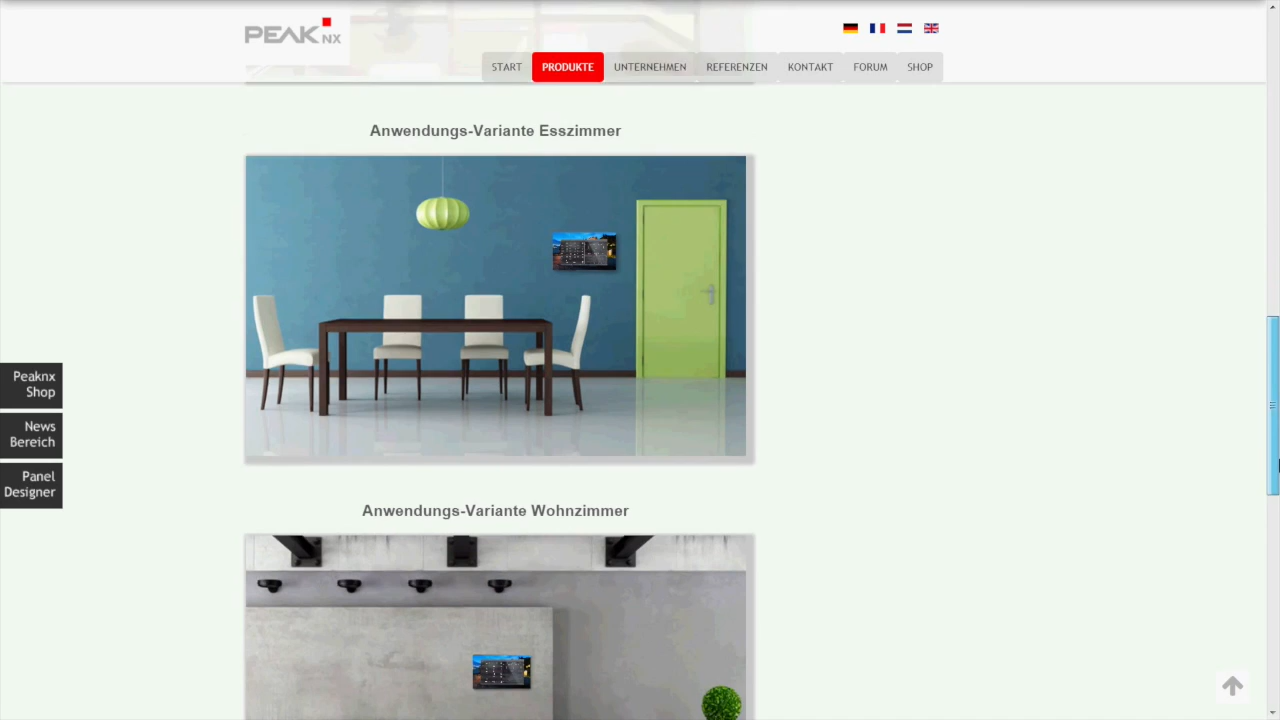 PEAK NX
START PRODUKTE UNTERNEHMEN REFERENZEN KONTAKT FORUM SHOP
Anwendungs-Variante Esszimmer
Peaknx
Shop
News
Bereich
Panel
Designer
Anwendungs-Variante Wohnzimmer